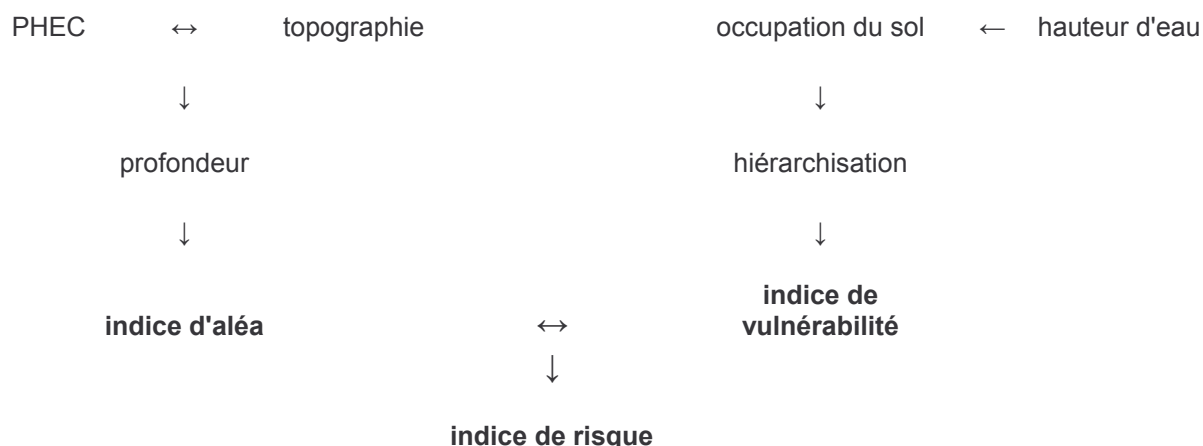 PHEC ↔ topographie occupation du sol ← hauteur d'eau
↓ ↓
profondeur hiérarchisation
↓ ↓
indice d'aléa ↔ indice de
vulnérabilité
↓
indice de risque